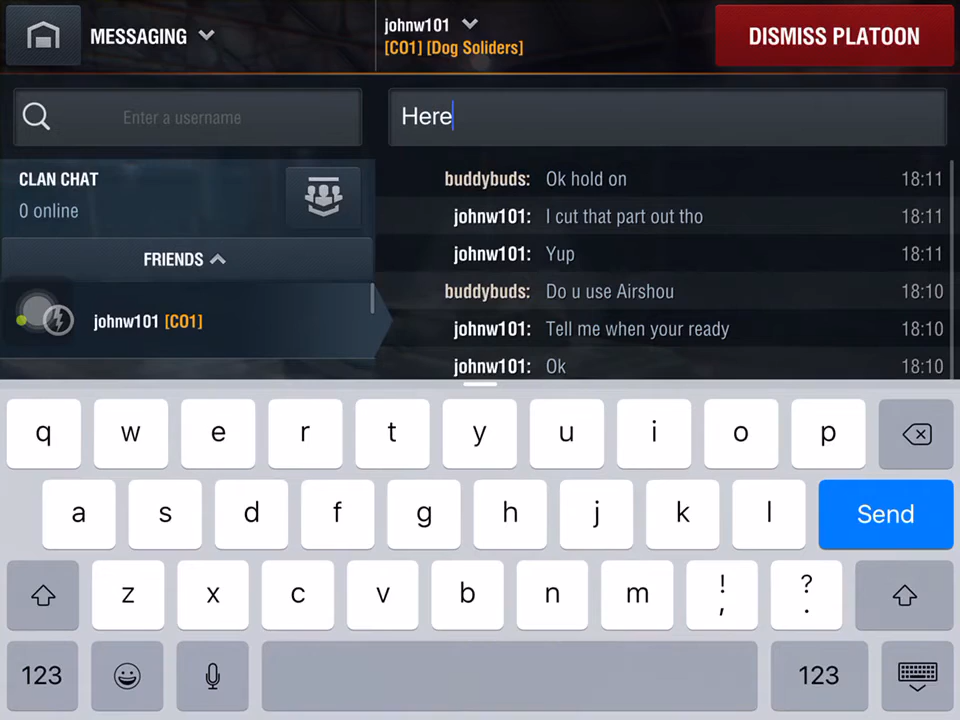 MESSAGING
johnw101
[CO1] [Dog Soliders]
DISMISS PLATOON
Enter a username
Here
CLAN CHAT
0 online
FRIENDS
johnw101 [CO1]
buddybuds: Ok hold on 18:11
johnw101: I cut that part out tho 18:11
johnw101: Yup 18:11
buddybuds: Do u use Airshou 18:10
johnw101: Tell me when your ready 18:10
johnw101: Ok 18:10
q w e r t y u i o p
a s d f g h j k l Send
z x c v b n m ! , ? .
123 123